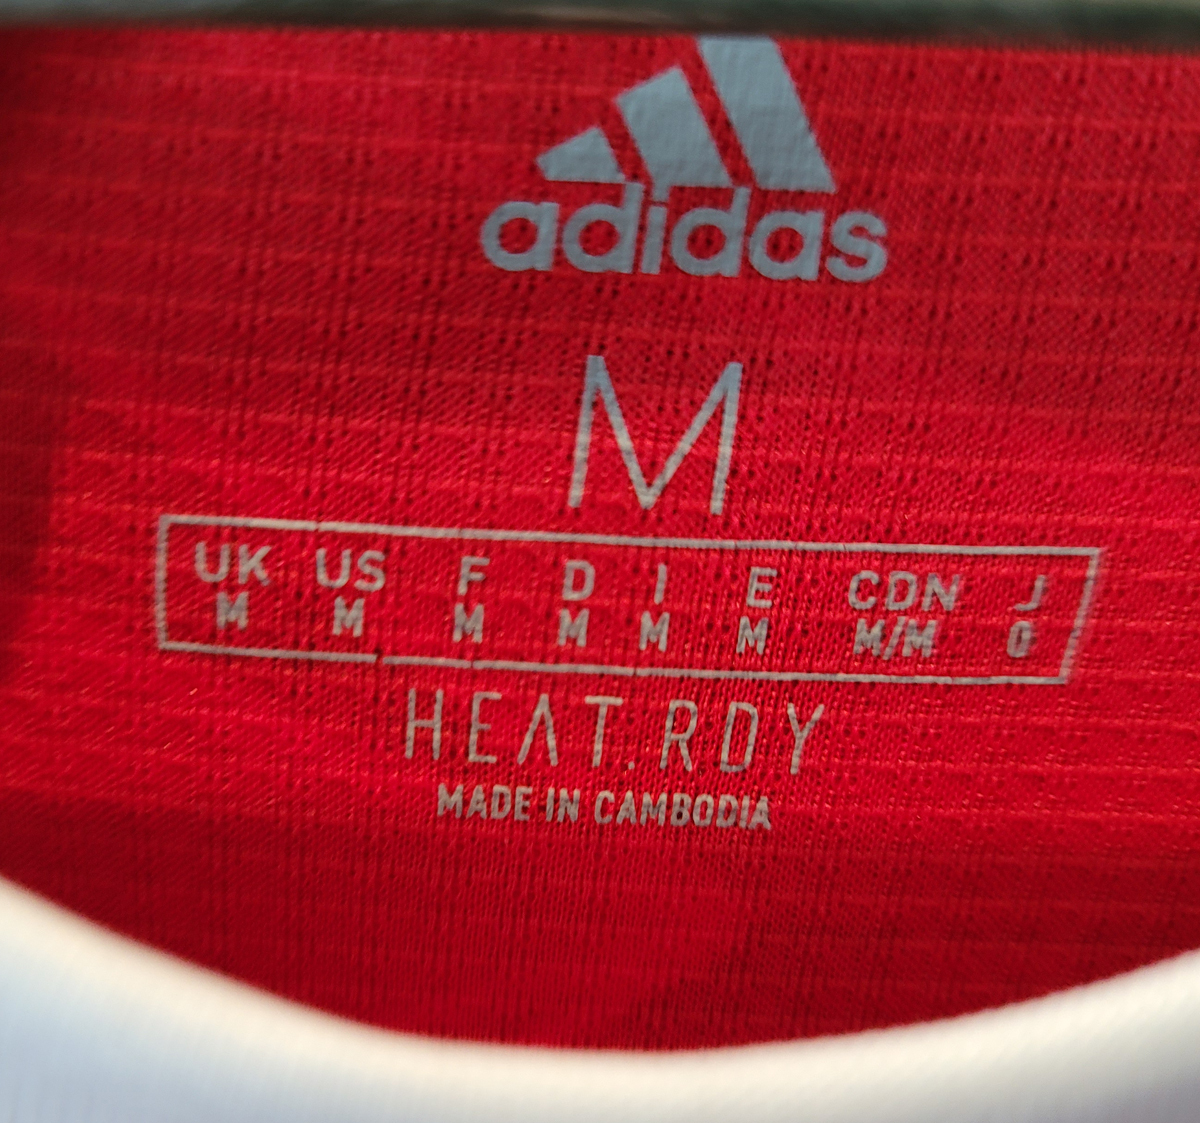 adidas
M
UK US F D I E CDN J
M M M M M M M/M O
HEAT.RDY
MADE IN CAMBODIA